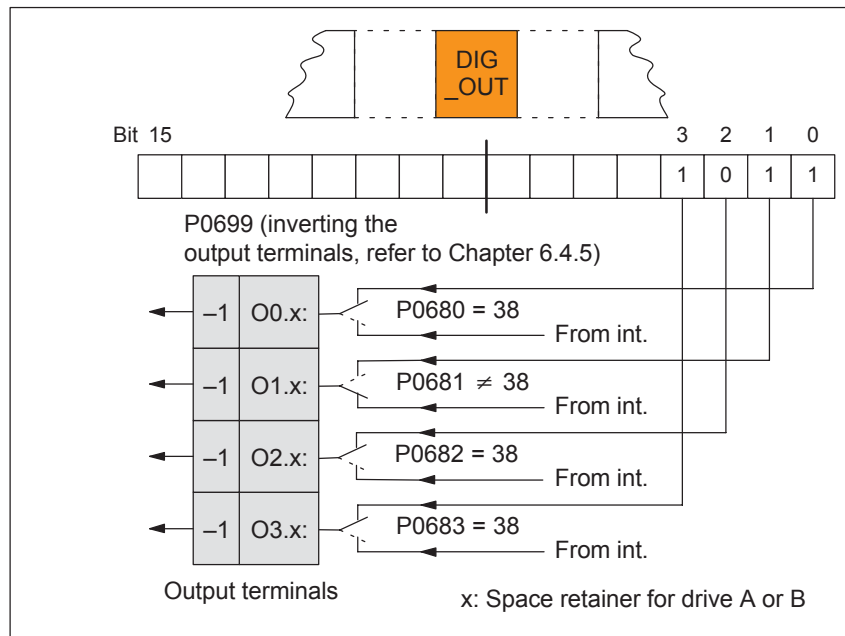 DIG
_OUT
Bit 15 3 2 1 0
1 0 1 1
P0699 (inverting the
output terminals, refer to Chapter 6.4.5)
–1 O0.x: P0680 = 38
From int.
–1 O1.x: P0681 ≠ 38
From int.
–1 O2.x: P0682 = 38
From int.
–1 O3.x: P0683 = 38
From int.
Output terminals
x: Space retainer for drive A or B